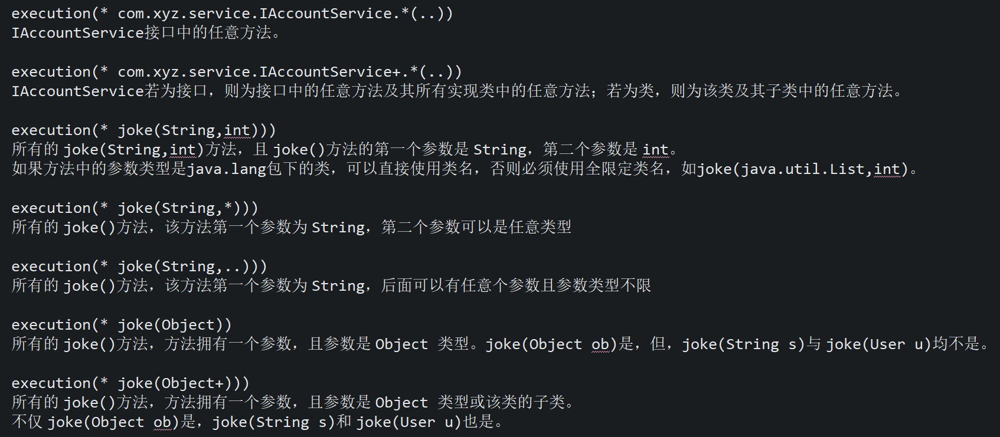 execution(* com.xyz.service.IAccountService.*(..))
IAccountService接口中的任意方法。
execution(* com.xyz.service.IAccountService+.*(..))
IAccountService若为接口，则为接口中的任意方法及其所有实现类中的任意方法；若为类，则为该类及其子类中的任意方法。
execution(* joke(String,int)))
所有的 joke(String,int)方法，且 joke()方法的第一个参数是 String，第二个参数是 int。
如果方法中的参数类型是java.lang包下的类，可以直接使用类名，否则必须使用全限定类名，如joke(java.util.List,int)。
execution(* joke(String,*)))
所有的 joke()方法，该方法第一个参数为 String，第二个参数可以是任意类型
execution(* joke(String,..)))
所有的 joke()方法，该方法第一个参数为 String，后面可以有任意个参数且参数类型不限
execution(* joke(Object))
所有的 joke()方法，方法拥有一个参数，且参数是 Object 类型。joke(Object ob)是，但，joke(String s)与 joke(User u)均不是。
execution(* joke(Object+)))
所有的 joke()方法，方法拥有一个参数，且参数是 Object 类型或该类的子类。
不仅 joke(Object ob)是，joke(String s)和 joke(User u)也是。